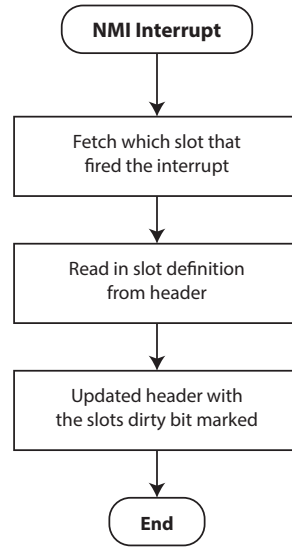 NMI Interrupt
Fetch which slot that
fired the interrupt
Read in slot definition
from header
Updated header with
the slots dirty bit marked
End